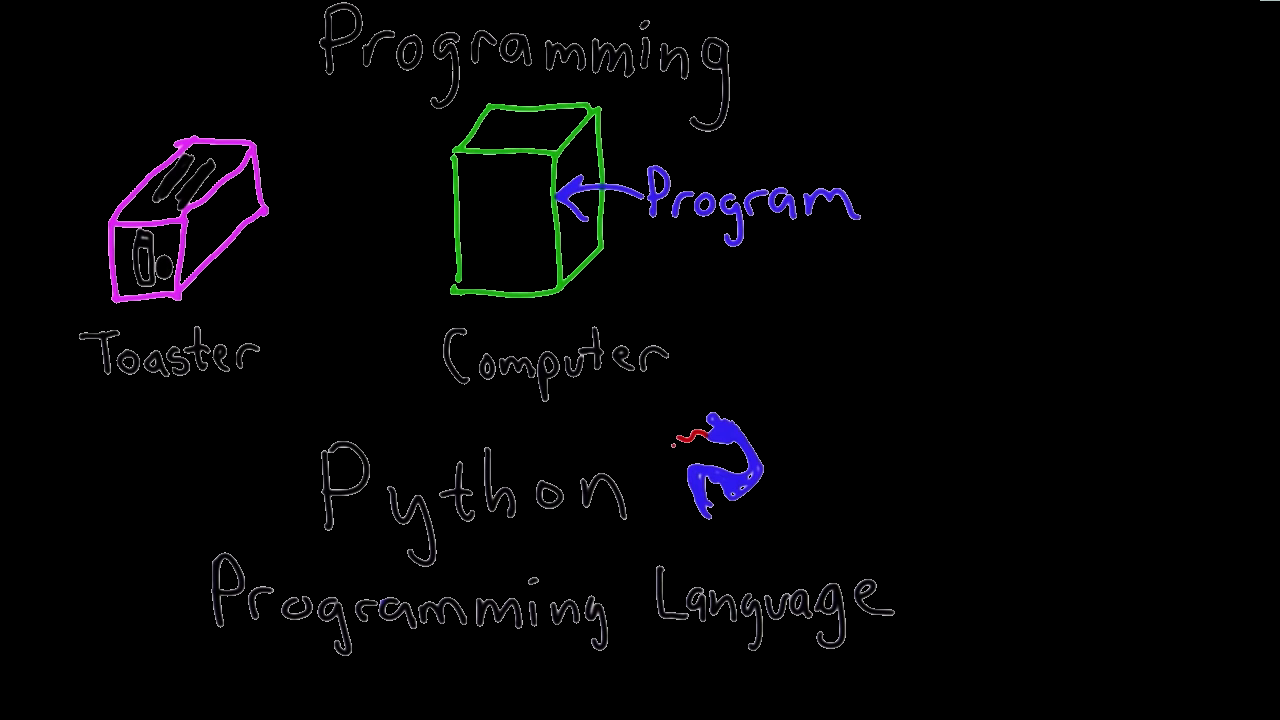 Programming
Program
Toaster
Computer
Python
Programming Language